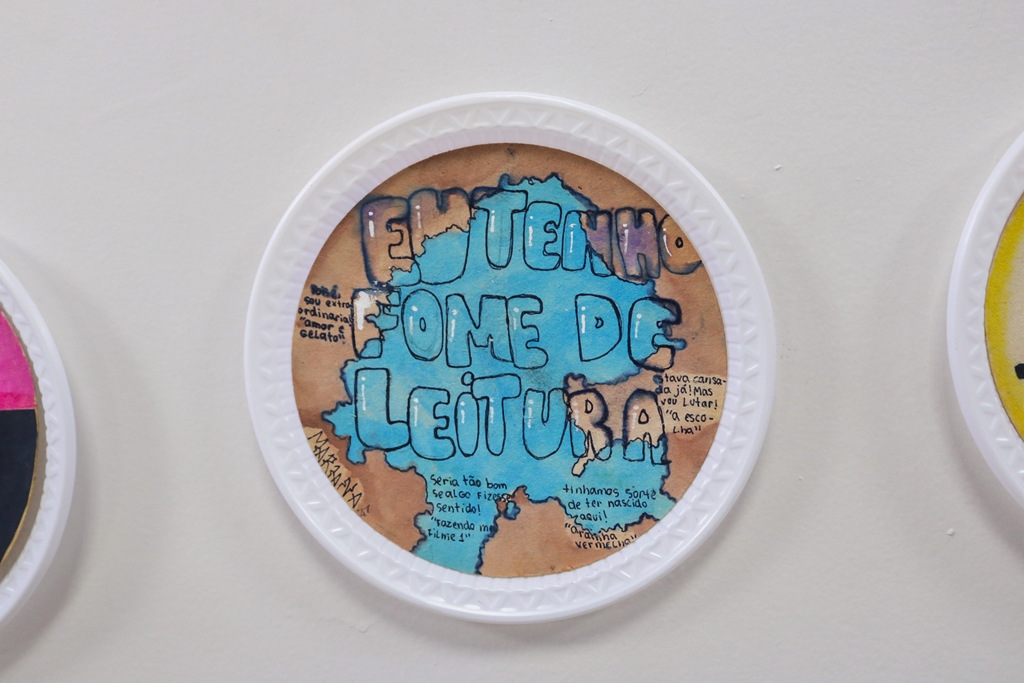 EU TENHO
FOME DE
LEITURA
sou extra
ordinaria!
"amor e
gelato"!
tava cansa-
da já! Mas
vou Lutar!
"a esco-
lha"
Seria tão bom
se algo fizesse
sentido!
"fazendo meu
filme 1"
tinhamos sorte
de ter nascido
aqui!
"a rainha
vermelha"